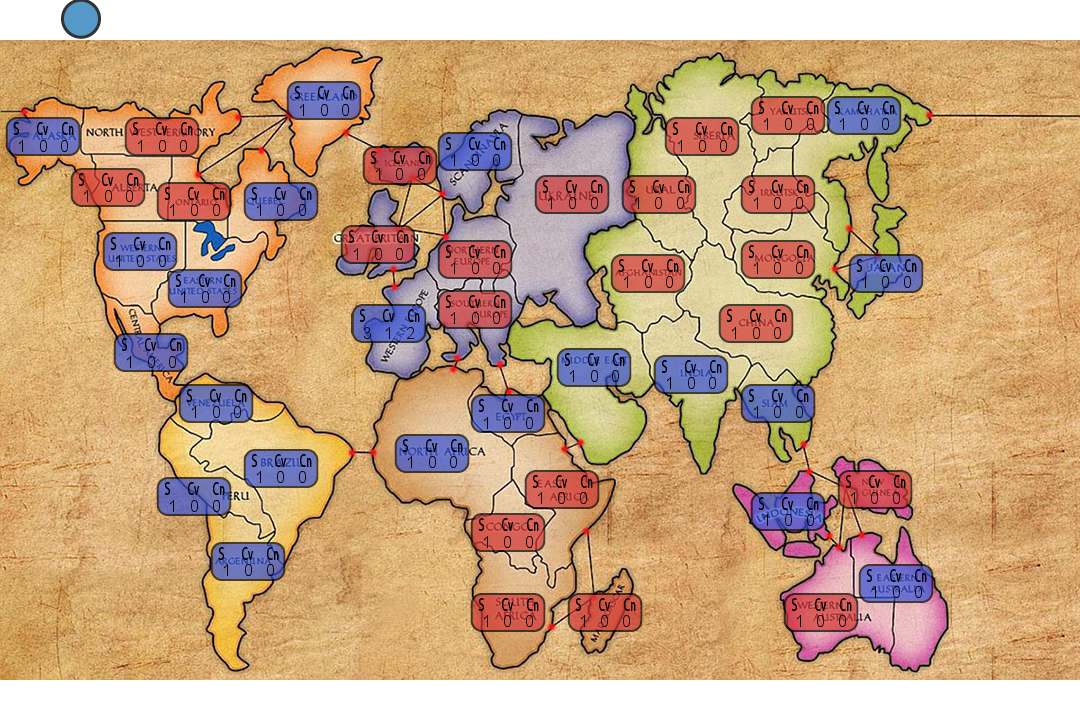 S Cv Cn
GREENLAND
1 0 0
S Cv Cn
ALASKA
1 0 0
NORTH
S Cv Cn
WEST TERRITORY
1 0 0
S Cv Cn
ICELAND
1 0 0
S Cv Cn
SCANDINAVIA
1 0 0
S Cv Cn
SIBERIA
1 0 0
S Cv Cn
YAKUTSK
1 0 0
S Cv Cn
KAMCHATKA
1 0 0
S Cv Cn
ALBERTA
1 0 0
S Cv Cn
ONTARIO
1 0 0
S Cv Cn
QUEBEC
1 0 0
S Cv Cn
UKRAINE
1 0 0
S Cv Cn
URAL
1 0 0
S Cv Cn
IRKUTSK
1 0 0
S Cv Cn
WESTERN
UNITED STATES
1 0 0
S Cv Cn
GREAT BRITAIN
1 0 0
S Cv Cn
NORTHERN
EUROPE
1 0 0
S Cv Cn
AFGHANISTAN
1 0 0
S Cv Cn
MONGOLIA
1 0 0
S Cv Cn
JAPAN
1 0 0
S Cv Cn
EASTERN
UNITED STATES
1 0 0
S Cv Cn
WESTERN EUROPE
3 1 2
S Cv Cn
SOUTHERN
EUROPE
1 0 0
S Cv Cn
CHINA
1 0 0
S Cv Cn
CENTRAL AMERICA
1 0 0
S Cv Cn
MIDDLE EAST
1 0 0
S Cv Cn
INDIA
1 0 0
S Cv Cn
SIAM
1 0 0
S Cv Cn
VENEZUELA
1 0 0
S Cv Cn
EGYPT
1 0 0
S Cv Cn
NORTH AFRICA
1 0 0
S Cv Cn
BRAZIL
1 0 0
S Cv Cn
PERU
1 0 0
S Cv Cn
EAST
AFRICA
1 0 0
S Cv Cn
NEW
GUINEA
1 0 0
S Cv Cn
INDONESIA
1 0 0
S Cv Cn
CONGO
1 0 0
S Cv Cn
ARGENTINA
1 0 0
S Cv Cn
EASTERN
AUSTRALIA
1 0 0
S Cv Cn
SOUTH
AFRICA
1 0 0
S Cv Cn
MADAGASCAR
1 0 0
S Cv Cn
WESTERN
AUSTRALIA
1 0 0